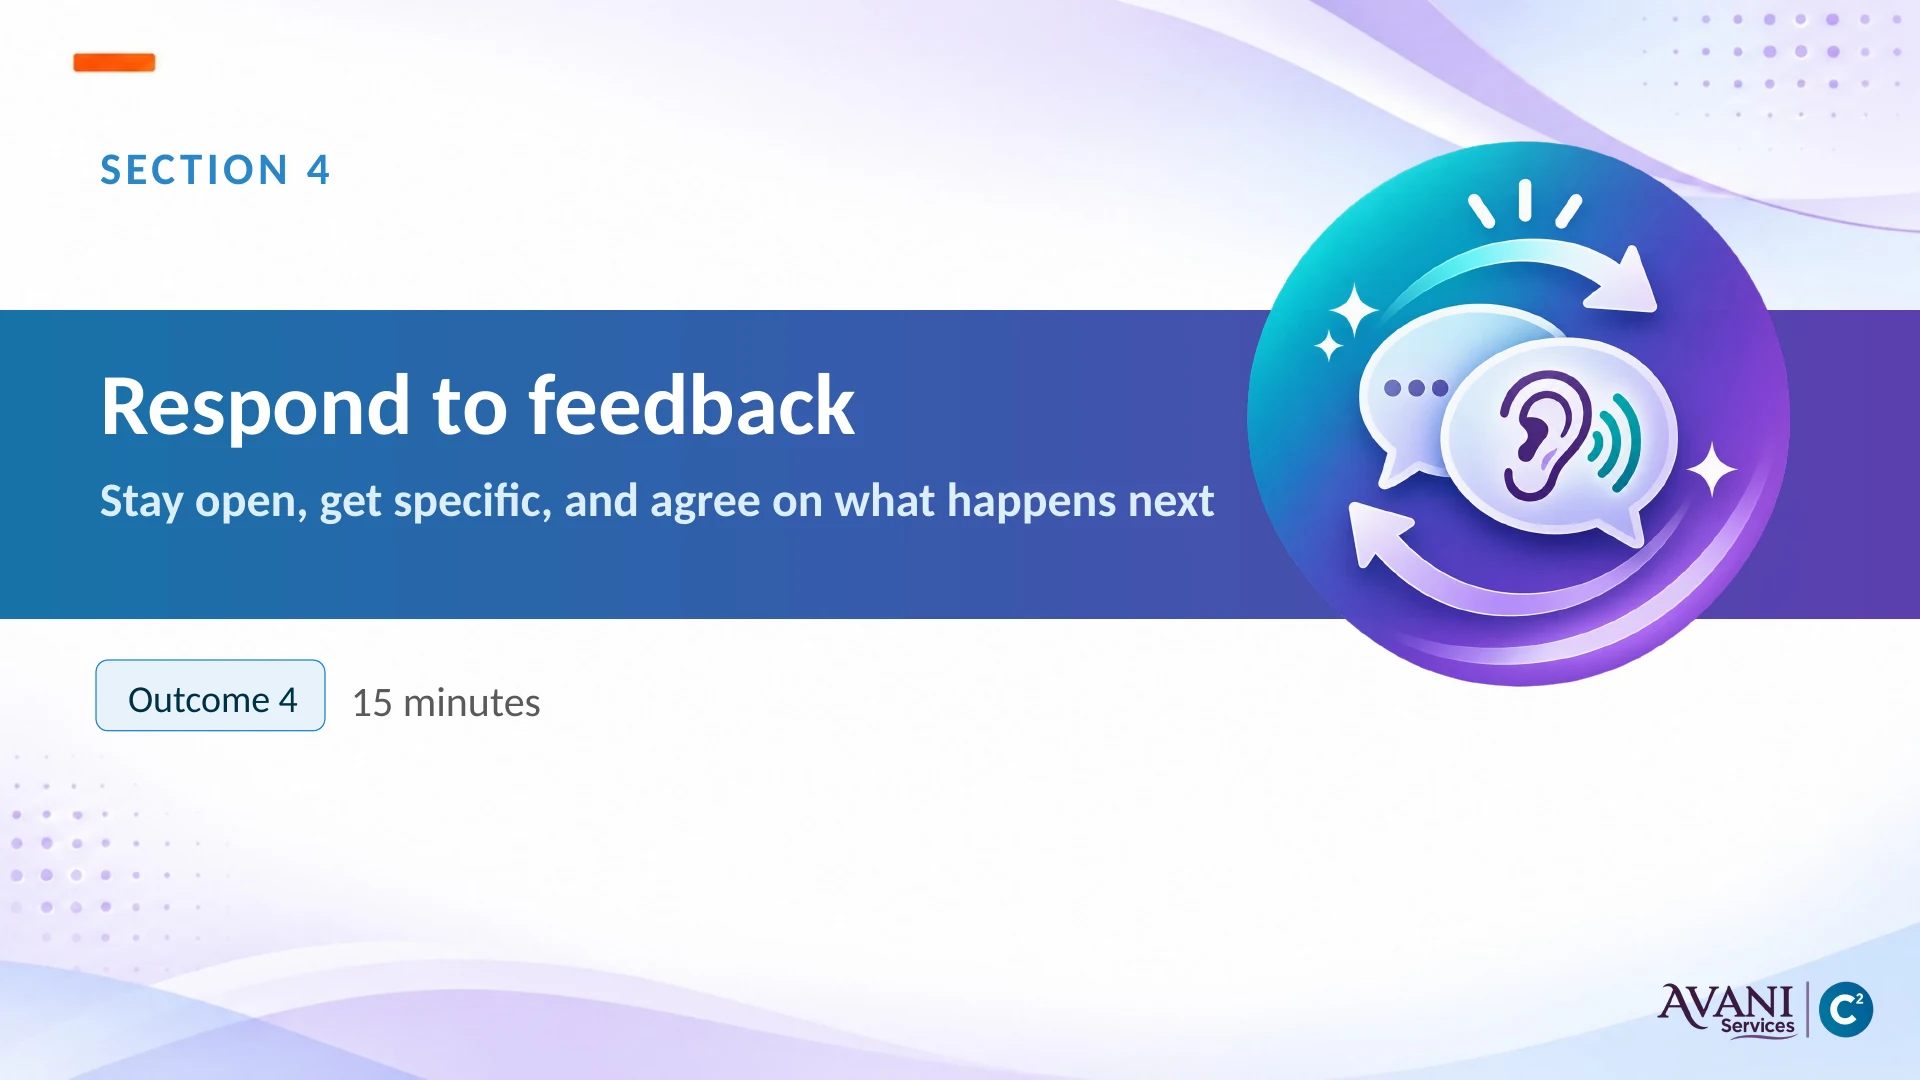 SECTION 4
Respond to feedback
Stay open, get specific, and agree on what happens next
Outcome 4
15 minutes
AVANI
Services
C²